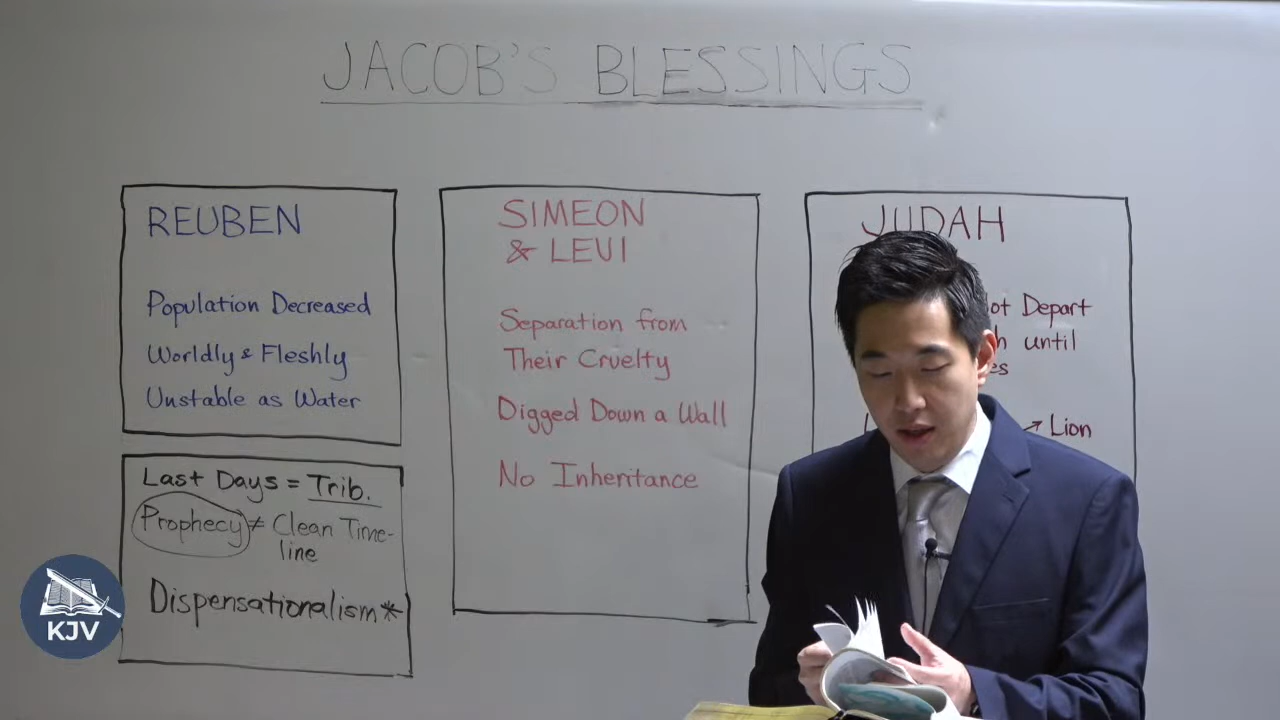 JACOB'S BLESSINGS
REUBEN
Population Decreased
Worldly & Fleshly
Unstable as Water
Last Days = Trib.
Prophecy ≠ Clean Time-
line
Dispensationalism*
KJV
SIMEON
& LEVI
Separation from
Their Cruelty
Digged Down a Wall
No Inheritance
JUDAH
Depart
until
→ Lion